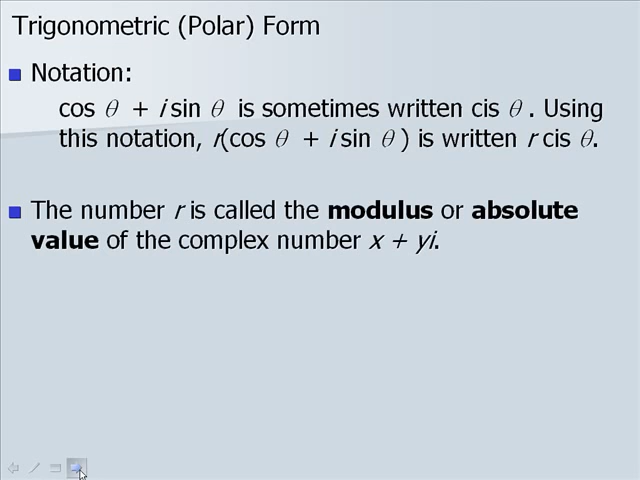 Trigonometric (Polar) Form
Notation:
cos θ + i sin θ is sometimes written cis θ . Using
this notation, r(cos θ + i sin θ ) is written r cis θ.
The number r is called the modulus or absolute
value of the complex number x + yi.